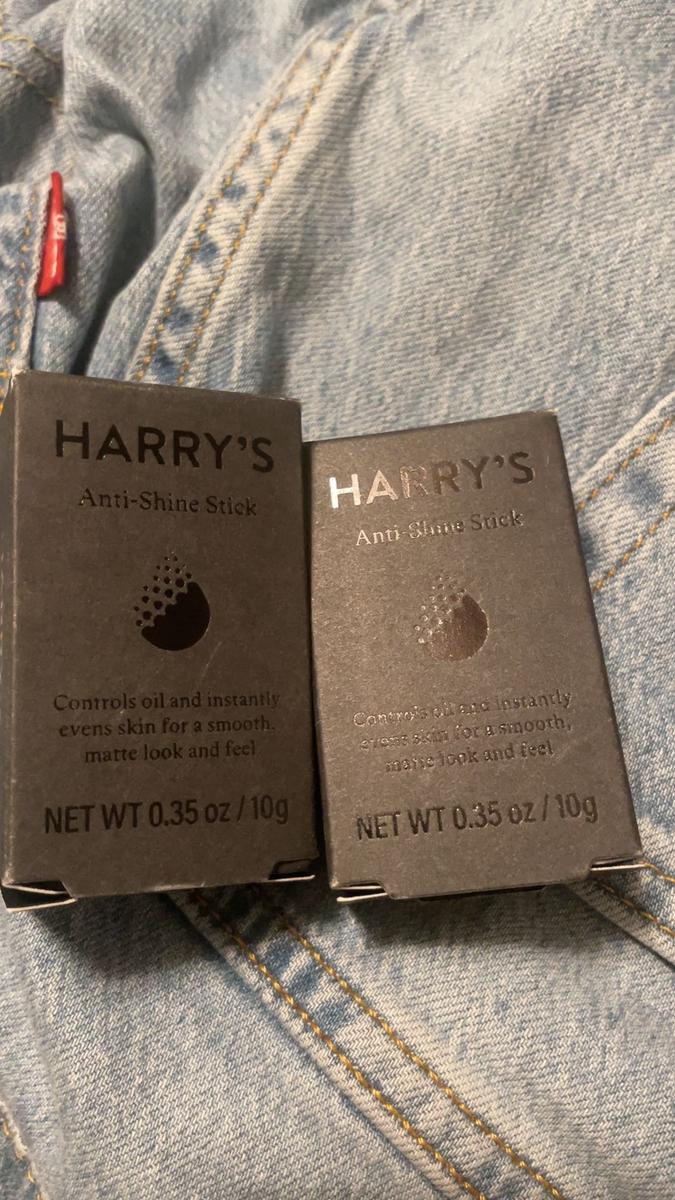 HARRY'S
Anti-Shine Stick
Controls oil and instantly
evens skin for a smooth,
matte look and feel
NET WT 0.35 oz / 10g
HARRY'S
Anti-Shine Stick
Controls oil and instantly
evens skin for a smooth,
matte look and feel
NET WT 0.35 oz / 10g